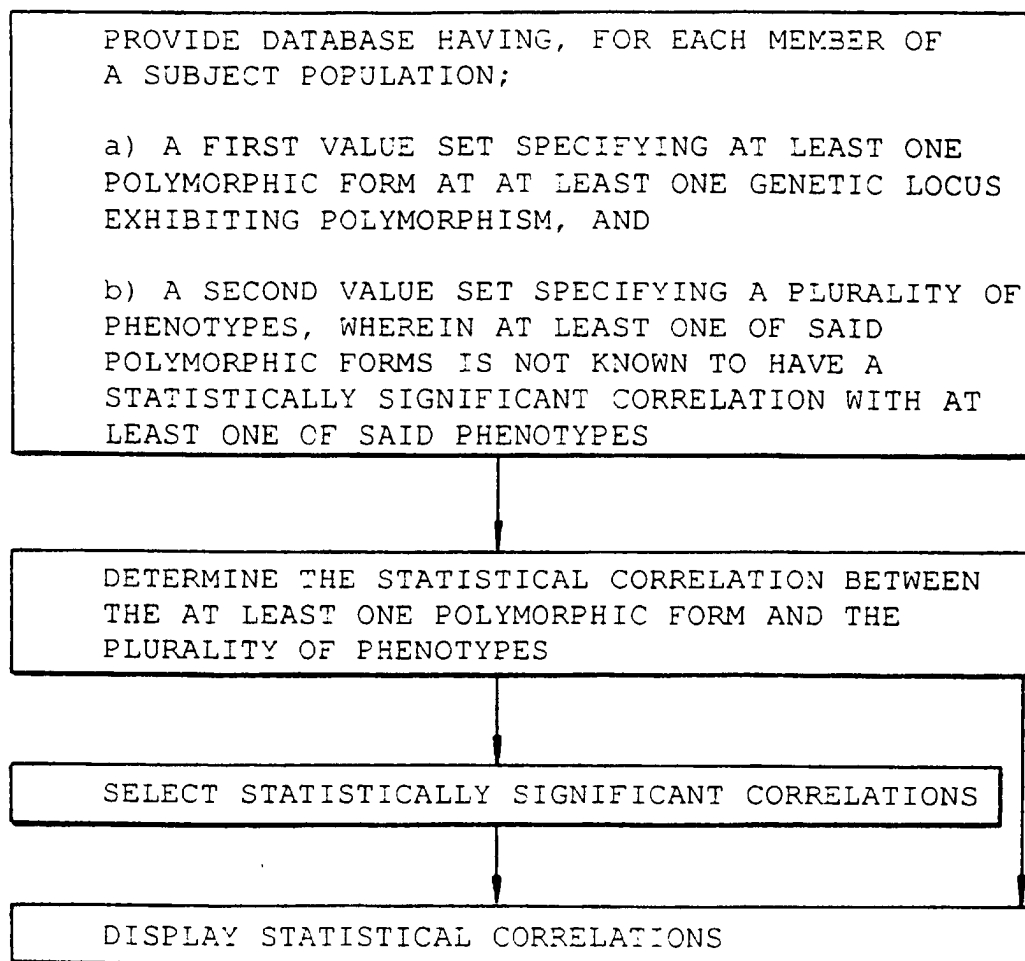 PROVIDE DATABASE HAVING, FOR EACH MEMBER OF
A SUBJECT POPULATION;
a) A FIRST VALUE SET SPECIFYING AT LEAST ONE
POLYMORPHIC FORM AT AT LEAST ONE GENETIC LOCUS
EXHIBITING POLYMORPHISM, AND
b) A SECOND VALUE SET SPECIFYING A PLURALITY OF
PHENOTYPES, WHEREIN AT LEAST ONE OF SAID
POLYMORPHIC FORMS IS NOT KNOWN TO HAVE A
STATISTICALLY SIGNIFICANT CORRELATION WITH AT
LEAST ONE OF SAID PHENOTYPES
DETERMINE THE STATISTICAL CORRELATION BETWEEN
THE AT LEAST ONE POLYMORPHIC FORM AND THE
PLURALITY OF PHENOTYPES
SELECT STATISTICALLY SIGNIFICANT CORRELATIONS
DISPLAY STATISTICAL CORRELATIONS